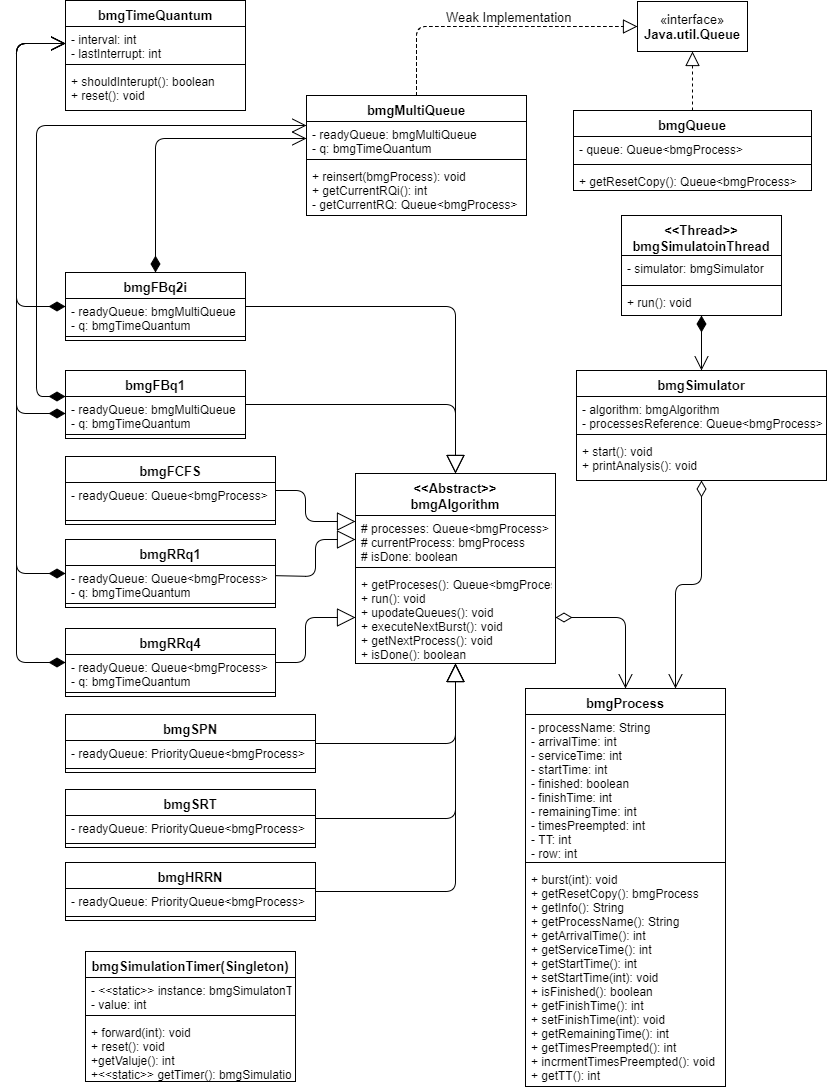 bmgTimeQuantum
- interval: int
- lastInterrupt: int
+ shouldInterupt(): boolean
+ reset(): void
Weak Implementation
«interface»
Java.util.Queue
bmgMultiQueue
- readyQueue: bmgMultiQueue
- q: bmgTimeQuantum
+ reinsert(bmgProcess): void
+ getCurrentRQi(): int
- getCurrentRQ: Queue<bmgProcess>
bmgQueue
- queue: Queue<bmgProcess>
+ getResetCopy(): Queue<bmgProcess>
<<Thread>>
bmgSimulatoinThread
- simulator: bmgSimulator
+ run(): void
bmgFBq2i
- readyQueue: bmgMultiQueue
- q: bmgTimeQuantum
bmgFBq1
- readyQueue: bmgMultiQueue
- q: bmgTimeQuantum
bmgSimulator
- algorithm: bmgAlgorithm
- processesReference: Queue<bmgProcess>
+ start(): void
+ printAnalysis(): void
bmgFCFS
- readyQueue: Queue<bmgProcess>
bmgRRq1
- readyQueue: Queue<bmgProcess>
- q: bmgTimeQuantum
bmgRRq4
- readyQueue: Queue<bmgProcess>
- q: bmgTimeQuantum
<<Abstract>>
bmgAlgorithm
# processes: Queue<bmgProcess>
# currentProcess: bmgProcess
# isDone: boolean
+ getProceses(): Queue<bmgProce
+ run(): void
+ upodateQueues(): void
+ executeNextBurst(): void
+ getNextProcess(): void
+ isDone(): boolean
bmgSPN
- readyQueue: PriorityQueue<bmgProcess>
bmgSRT
- readyQueue: PriorityQueue<bmgProcess>
bmgHRRN
- readyQueue: PriorityQueue<bmgProcess>
bmgProcess
- processName: String
- arrivalTime: int
- serviceTime: int
- startTime: int
- finished: boolean
- finishTime: int
- remainingTime: int
- timesPreempted: int
- TT: int
- row: int
+ burst(int): void
+ getResetCopy(): bmgProcess
+ getInfo(): String
+ getProcessName(): String
+ getArrivalTime(): int
+ getServiceTime(): int
+ getStartTime(): int
+ setStartTime(int): void
+ isFinished(): boolean
+ getFinishTime(): int
+ setFinishTime(int): void
+ getRemainingTime(): int
+ getTimesPreempted(): int
+ incrmentTimesPreempted(): void
+ getTT(): int
bmgSimulationTimer(Singleton)
- <<static>> instance: bmgSimulatonT
- value: int
+ forward(int): void
+ reset(): void
+getValuje(): int
+<<static>> getTimer(): bmgSimulatio